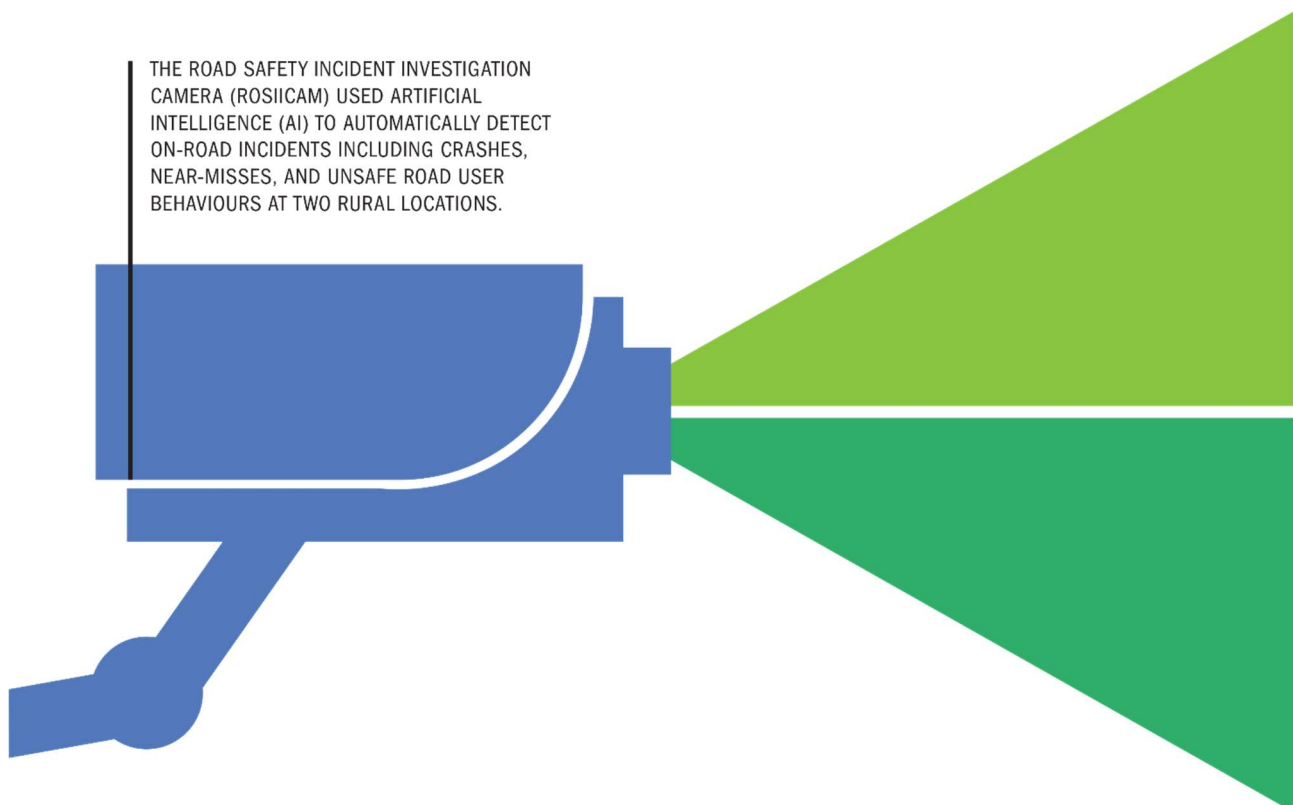 THE ROAD SAFETY INCIDENT INVESTIGATION
CAMERA (ROSIICAM) USED ARTIFICIAL
INTELLIGENCE (AI) TO AUTOMATICALLY DETECT
ON-ROAD INCIDENTS INCLUDING CRASHES,
NEAR-MISSES, AND UNSAFE ROAD USER
BEHAVIOURS AT TWO RURAL LOCATIONS.